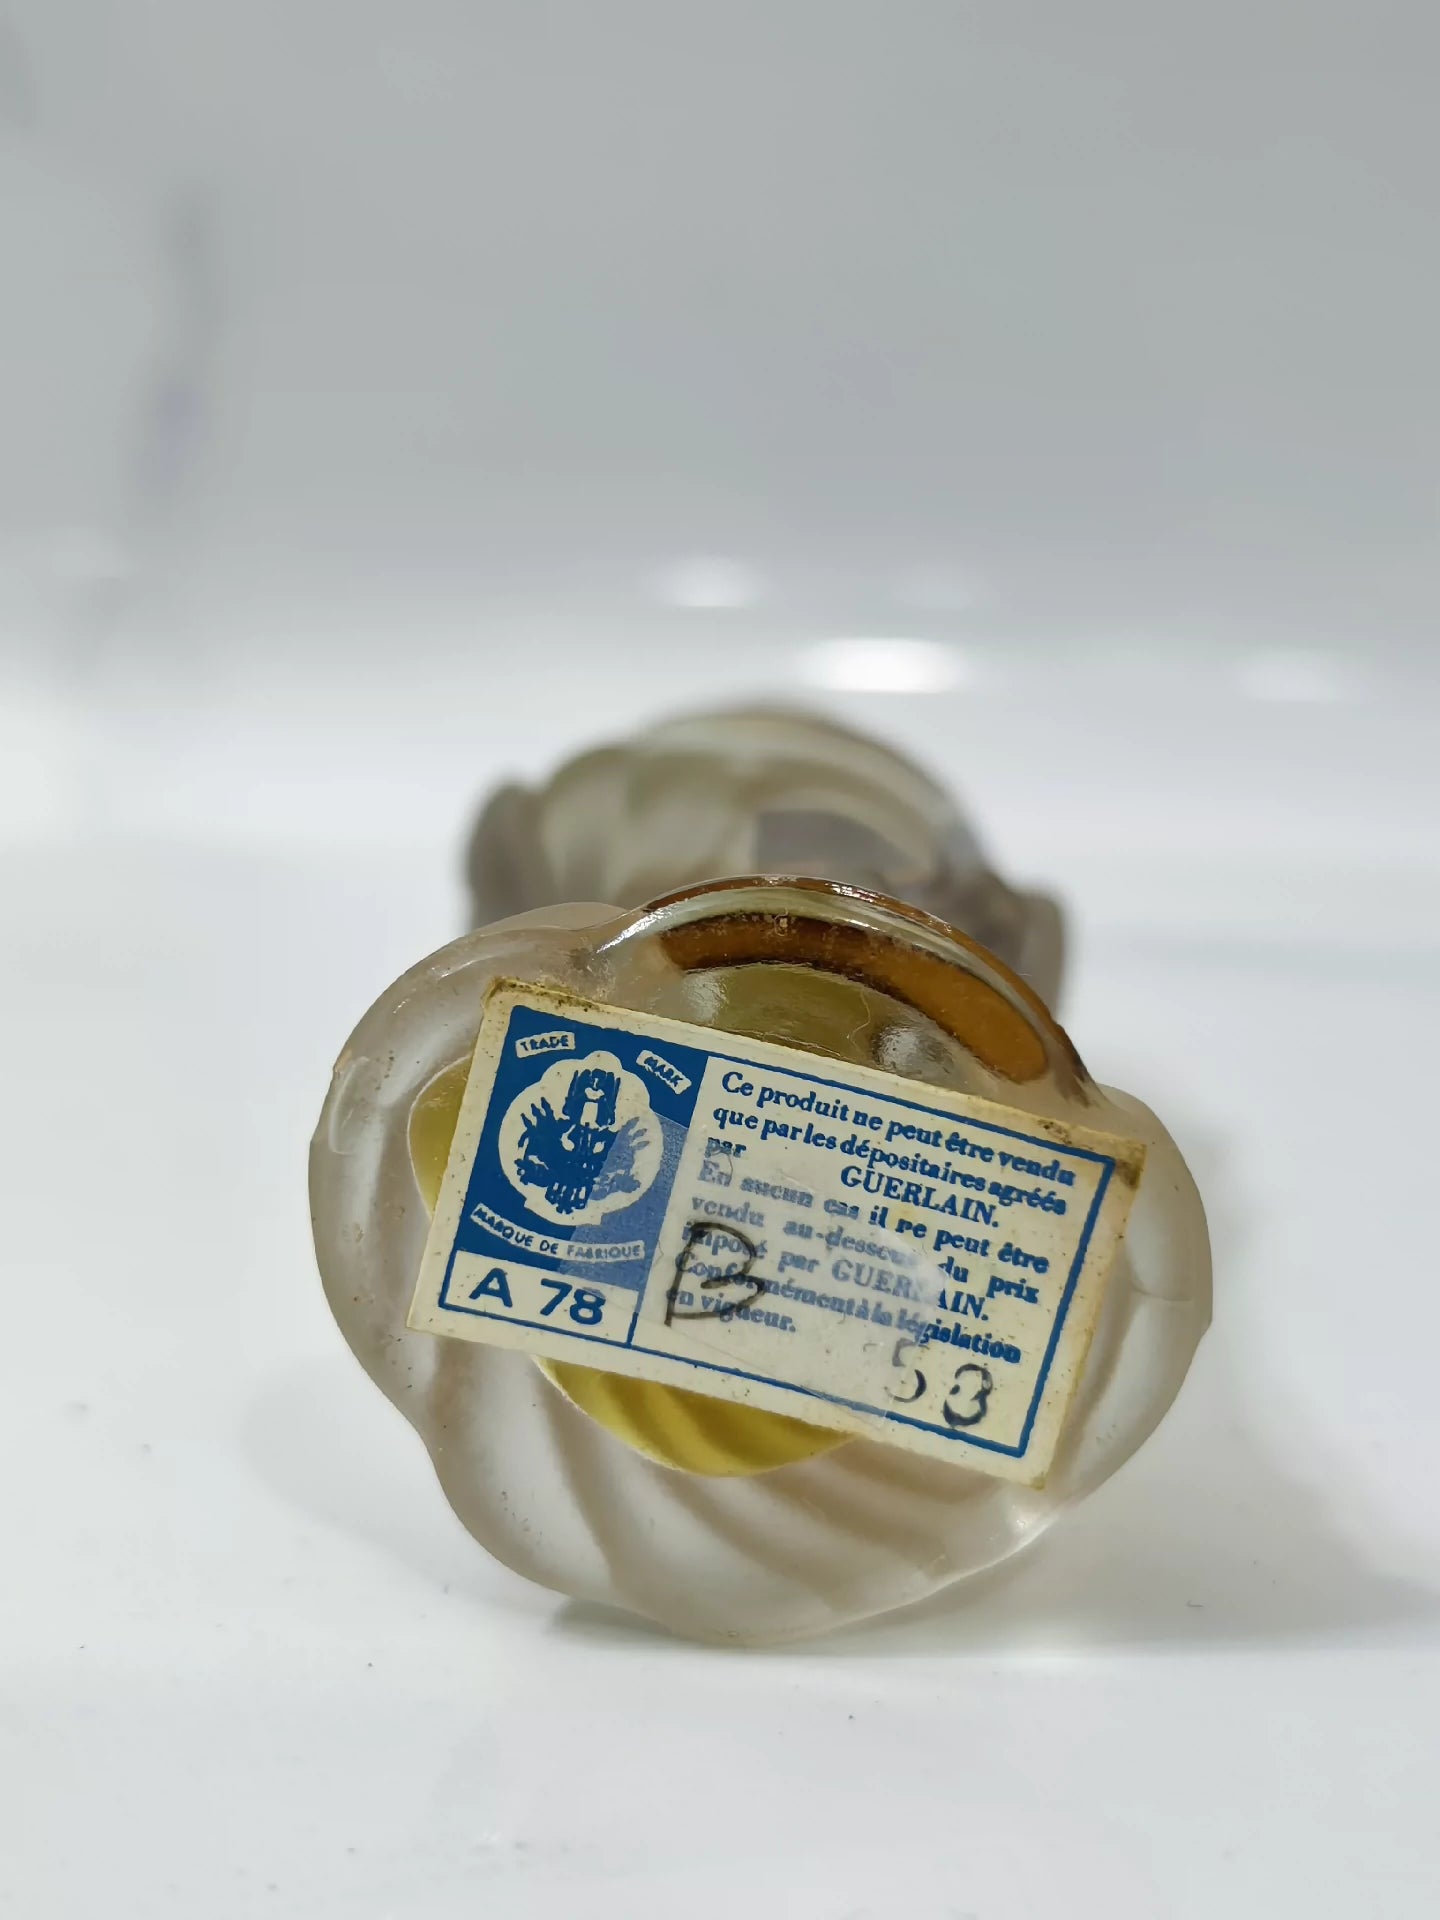 TRADE MARK
MARQUE DE FABRIQUE
A 78
Ce produit ne peut être vendu
que par les dépositaires agréés
par GUERLAIN.
En aucun cas il ne peut être
vendu au-dessous du prix
imposé par GUERLAIN.
Conformément à la législation
en vigueur.
B
53